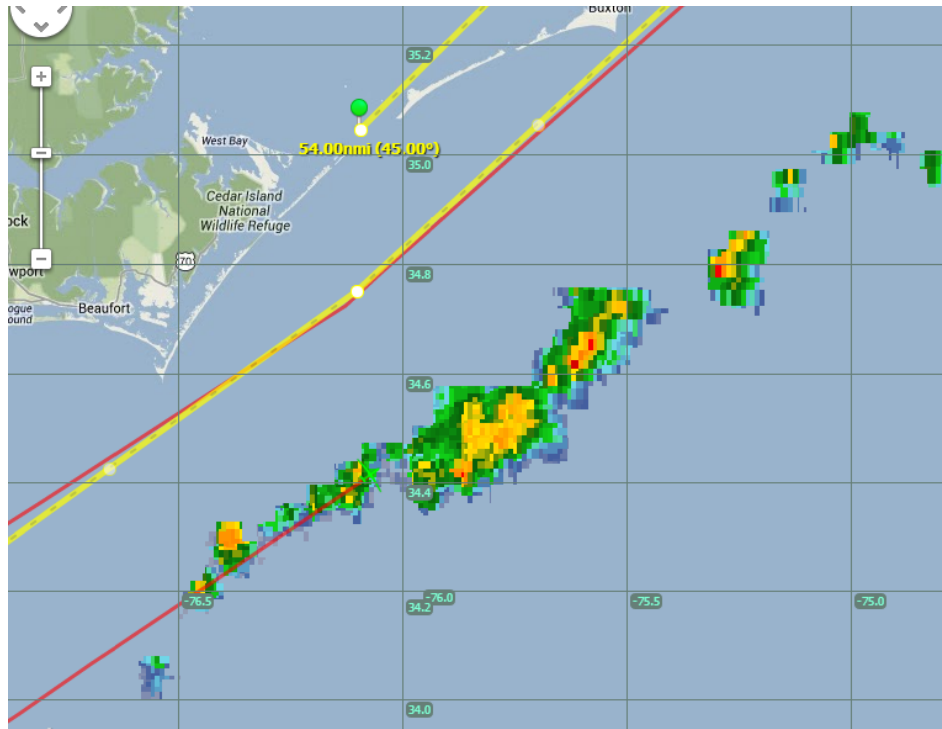 Buxton
35.2
West Bay
54.00nmi (45.00°)
35.0
Cedar Island
National
Wildlife Refuge
ock
70
wport
34.8
Beaufort
ogue
ound
34.6
34.4
-76.5
-76.0
-75.5
-75.0
34.2
34.0